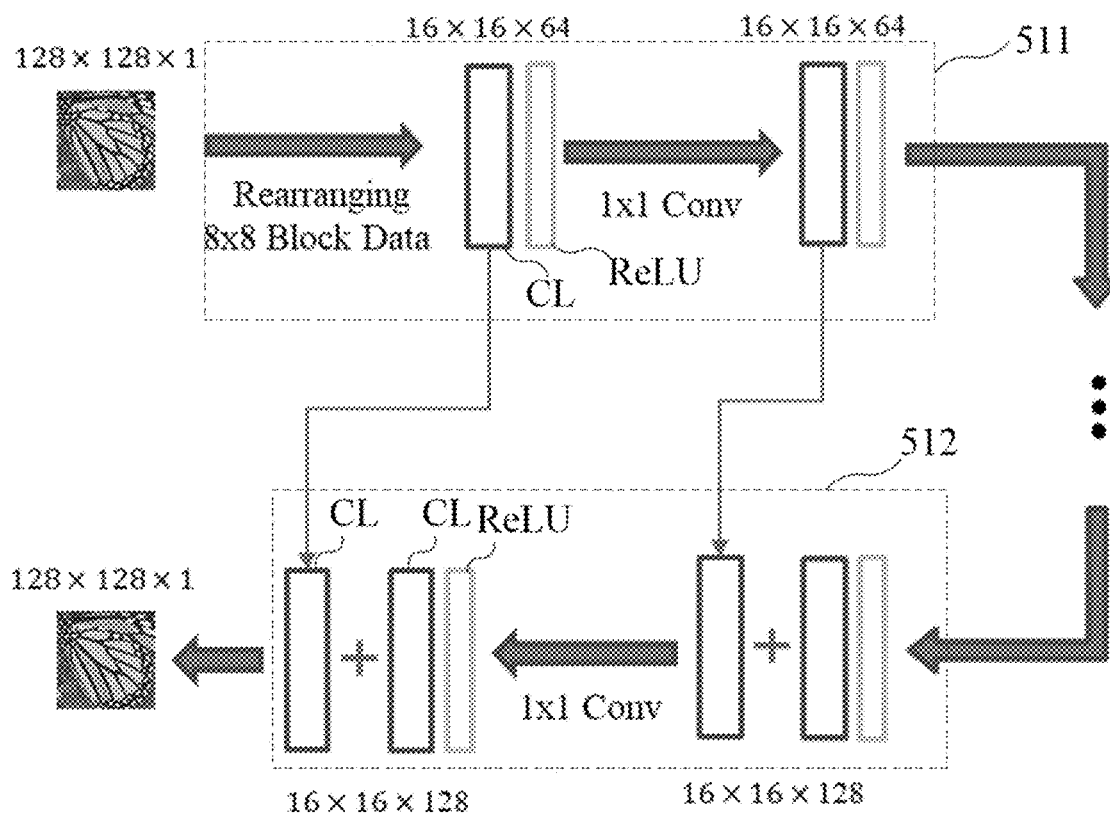 16 × 16 × 64
16 × 16 × 64
511
128 × 128 × 1
Rearranging
8x8 Block Data
1x1 Conv
ReLU
CL
512
CL
CL
ReLU
128 × 128 × 1
1x1 Conv
16 × 16 × 128
16 × 16 × 128